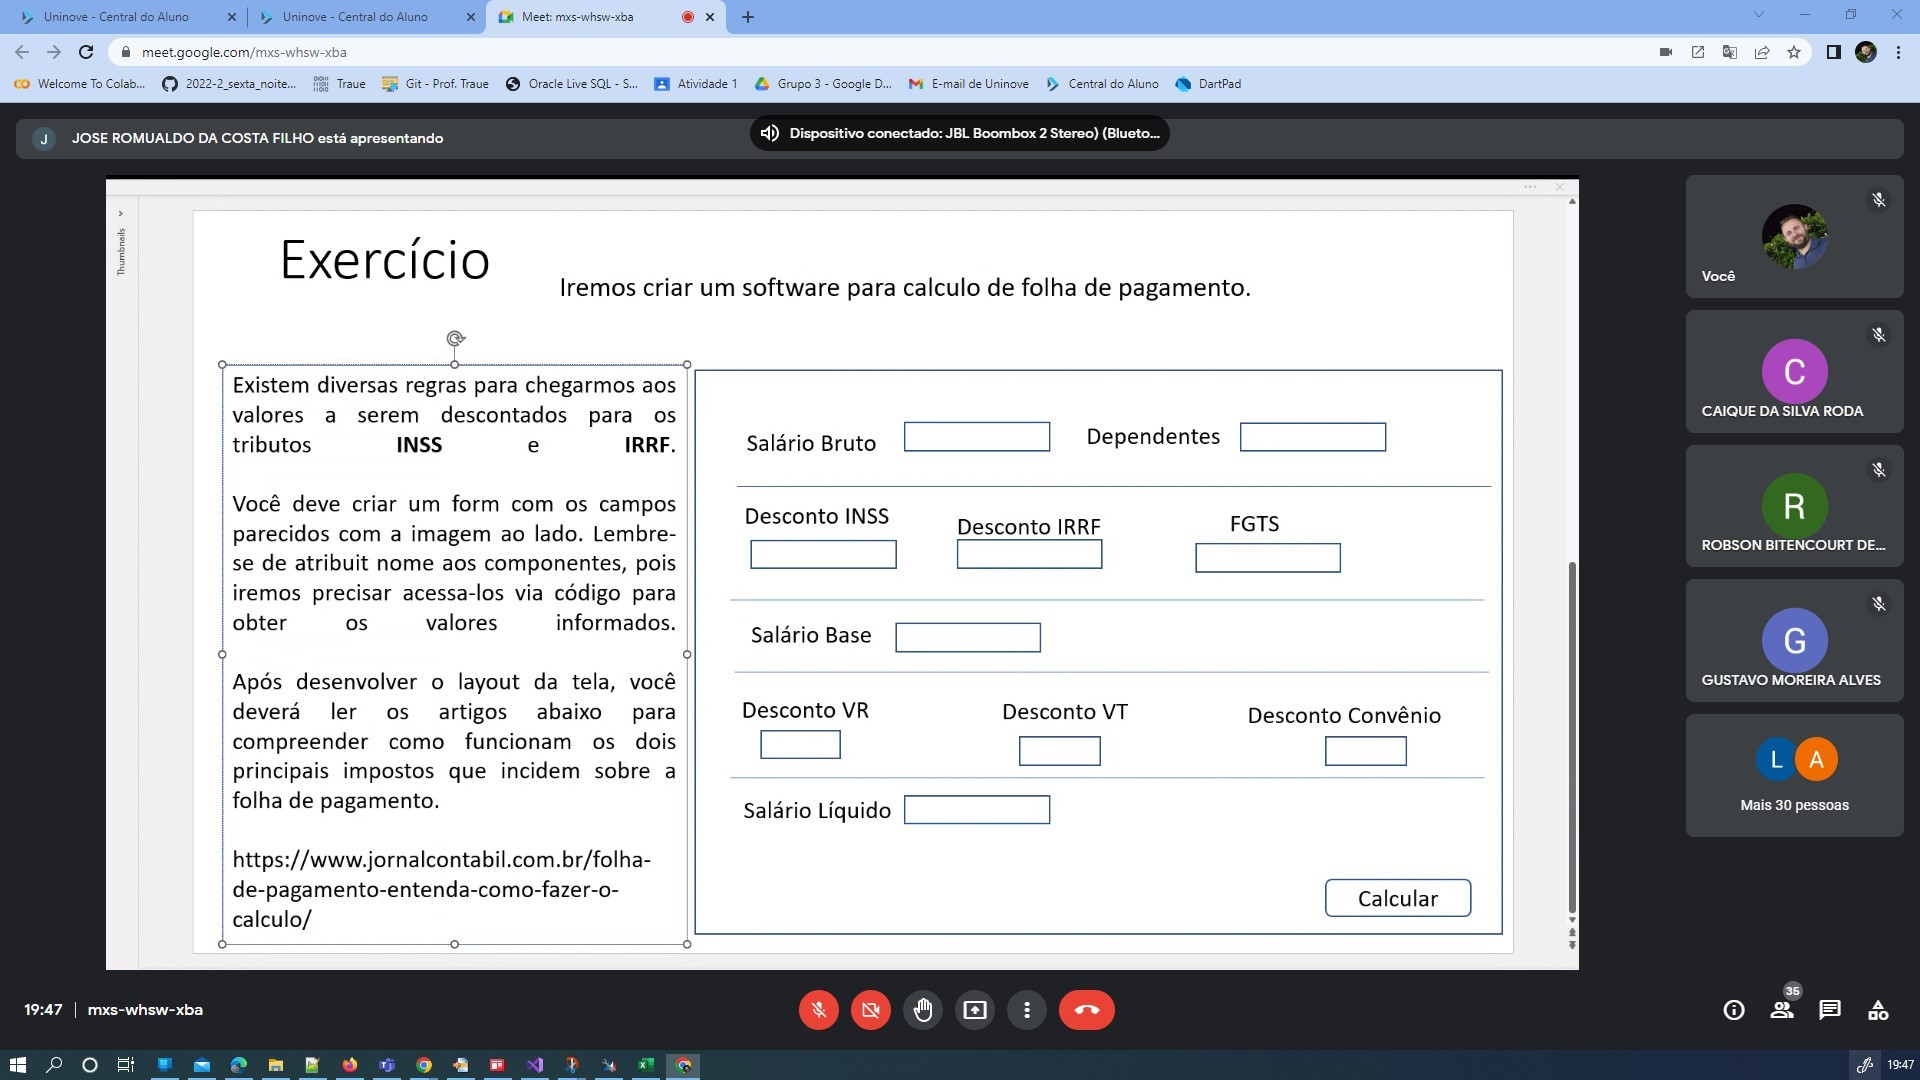 Uninove - Central do Aluno
Uninove - Central do Aluno
Meet: mxs-whsw-xba
meet.google.com/mxs-whsw-xba
Welcome To Colab...
2022-2_sexta_noite...
Traue
Git - Prof. Traue
Oracle Live SQL - S...
Atividade 1
Grupo 3 - Google D...
E-mail de Uninove
Central do Aluno
DartPad
J
JOSE ROMUALDO DA COSTA FILHO está apresentando
Dispositivo conectado: JBL Boombox 2 Stereo) (Blueto...
Thumbnails
Exercício
Iremos criar um software para calculo de folha de pagamento.
Existem diversas regras para chegarmos aos
valores a serem descontados para os
tributos INSS e IRRF.
Você deve criar um form com os campos
parecidos com a imagem ao lado. Lembre-
se de atribuit nome aos componentes, pois
iremos precisar acessa-los via código para
obter os valores informados.
Após desenvolver o layout da tela, você
deverá ler os artigos abaixo para
compreender como funcionam os dois
principais impostos que incidem sobre a
folha de pagamento.
https://www.jornalcontabil.com.br/folha-
de-pagamento-entenda-como-fazer-o-
calculo/
Salário Bruto
Dependentes
Desconto INSS
Desconto IRRF
FGTS
Salário Base
Desconto VR
Desconto VT
Desconto Convênio
Salário Líquido
Calcular
Você
C
CAIQUE DA SILVA RODA
R
ROBSON BITENCOURT DE...
G
GUSTAVO MOREIRA ALVES
L
A
Mais 30 pessoas
19:47
mxs-whsw-xba
35
19:47